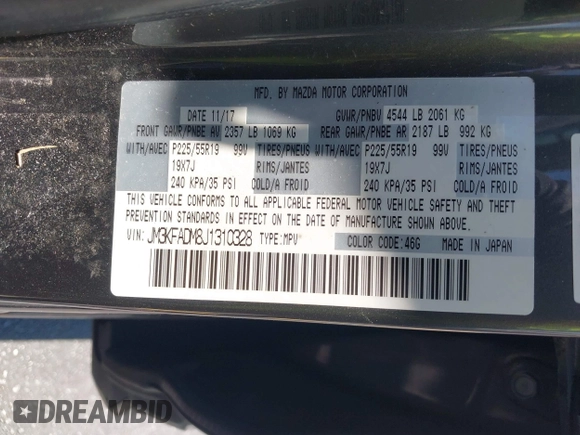 MFD. BY MAZDA MOTOR CORPORATION
DATE 11/17 GVWR/PNBV 4544 LB 2061 KG
FRONT GAWR/PNBE AV 2357 LB 1069 KG REAR GAWR/PNBE AR 2187 LB 992 KG
WITH/AVEC P225/55R19 99V TIRES/PNEUS WITH/AVEC P225/55R19 99V TIRES/PNEUS
19X7J RIMS/JANTES 19X7J RIMS/JANTES
240 KPA/35 PSI COLD/A FROID 240 KPA/35 PSI COLD/A FROID
THIS VEHICLE CONFORMS TO ALL APPLICABLE FEDERAL MOTOR VEHICLE SAFETY AND THEFT
PREVENTION STANDARDS IN EFFECT ON THE DATE OF MANUFACTURE SHOWN ABOVE.
VIN: JM3KFADM8J1310328 TYPE:MPV COLOR CODE:46G MADE IN JAPAN
DREAMBID